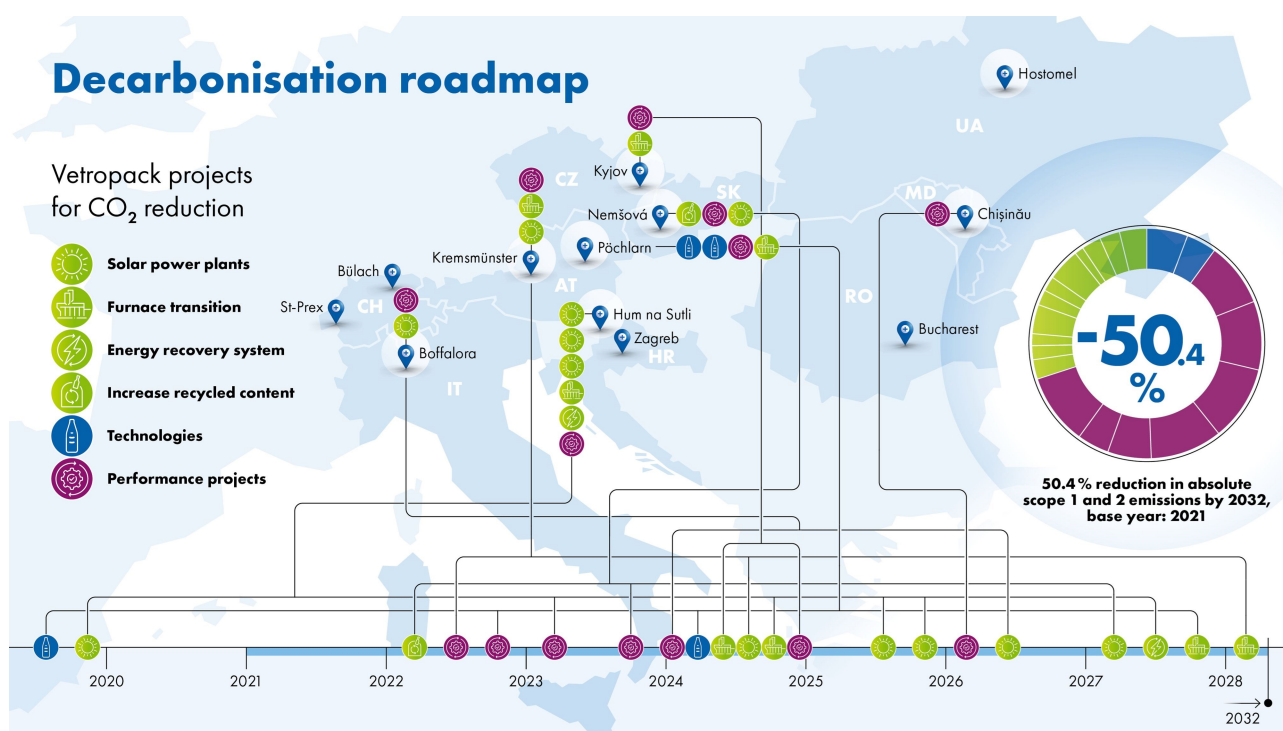 Decarbonisation roadmap
Vetropack projects
for CO₂ reduction
Solar power plants
Furnace transition
Energy recovery system
Increase recycled content
Technologies
Performance projects
Hostomel
UA
Kyjov
CZ
SK
MD
Nemšová
Chișinău
Pöchlarn
Kremsmünster
Bülach
AT
St-Prex
CH
RO
Hum na Sutli
Zagreb
HR
Bucharest
Boffalora
IT
-50.4
%
50.4 % reduction in absolute
scope 1 and 2 emissions by 2032,
base year: 2021
2020 2021 2022 2023 2024 2025 2026 2027 2028
2032